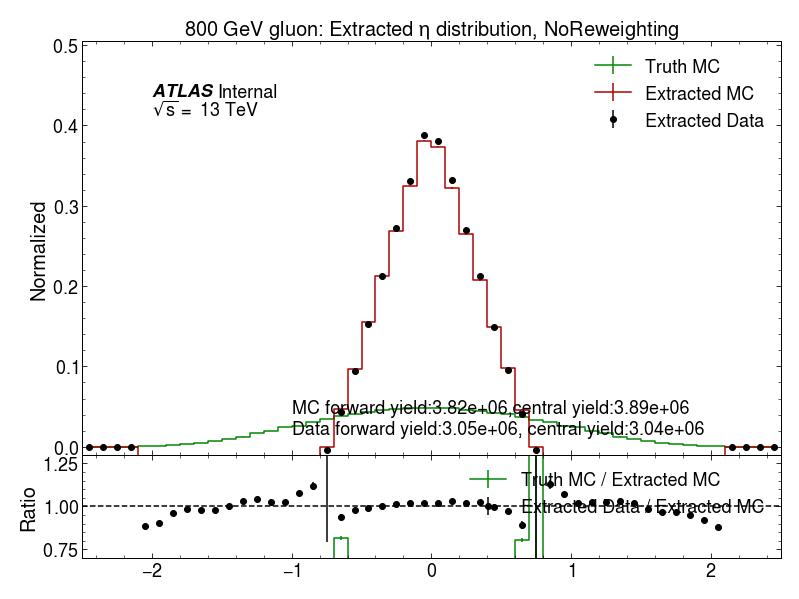 800 GeV gluon: Extracted η distribution, NoReweighting
0.5
ATLAS Internal
√s = 13 TeV
Truth MC
Extracted MC
Extracted Data
0.4
0.3
Normalized
0.2
0.1
MC forward yield:3.82e+06,central yield:3.89e+06
Data forward yield:3.05e+06, central yield:3.04e+06
0.0
1.25
Truth MC / Extracted MC
Ratio
1.00
Extracted Data / Extracted MC
0.75
−2 −1 0 1 2